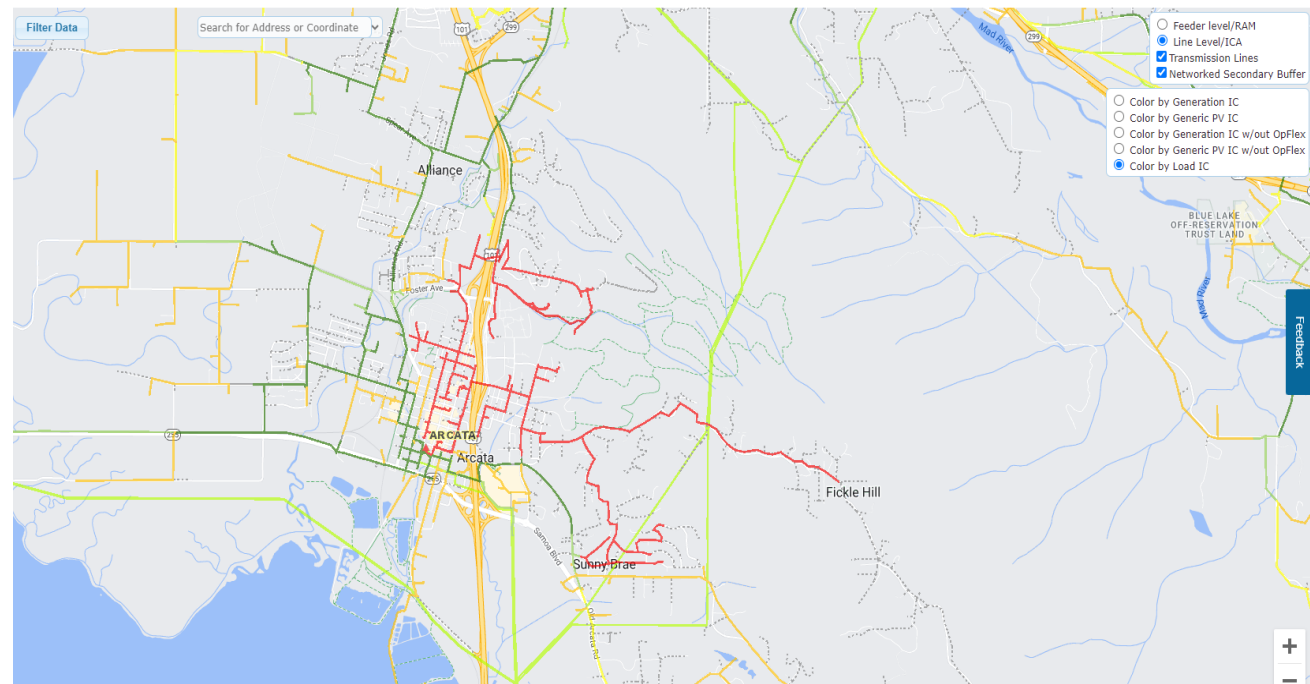 Filter Data
Search for Address or Coordinate
Feeder level/RAM
Line Level/ICA
Transmission Lines
Networked Secondary Buffer
Color by Generation IC
Color by Generic PV IC
Color by Generation IC w/out OpFlex
Color by Generic PV IC w/out OpFlex
Color by Load IC
101
299
Mad River
299
Spear Ave
Alliance
BLUE LAKE
OFF-RESERVATION
TRUST LAND
101
Foster Ave
Mad River
Feedback
255
ARCATA
Arcata
255
Fickle Hill
Samoa Blvd
Sunny Brae
Old Arcata Rd
+
−